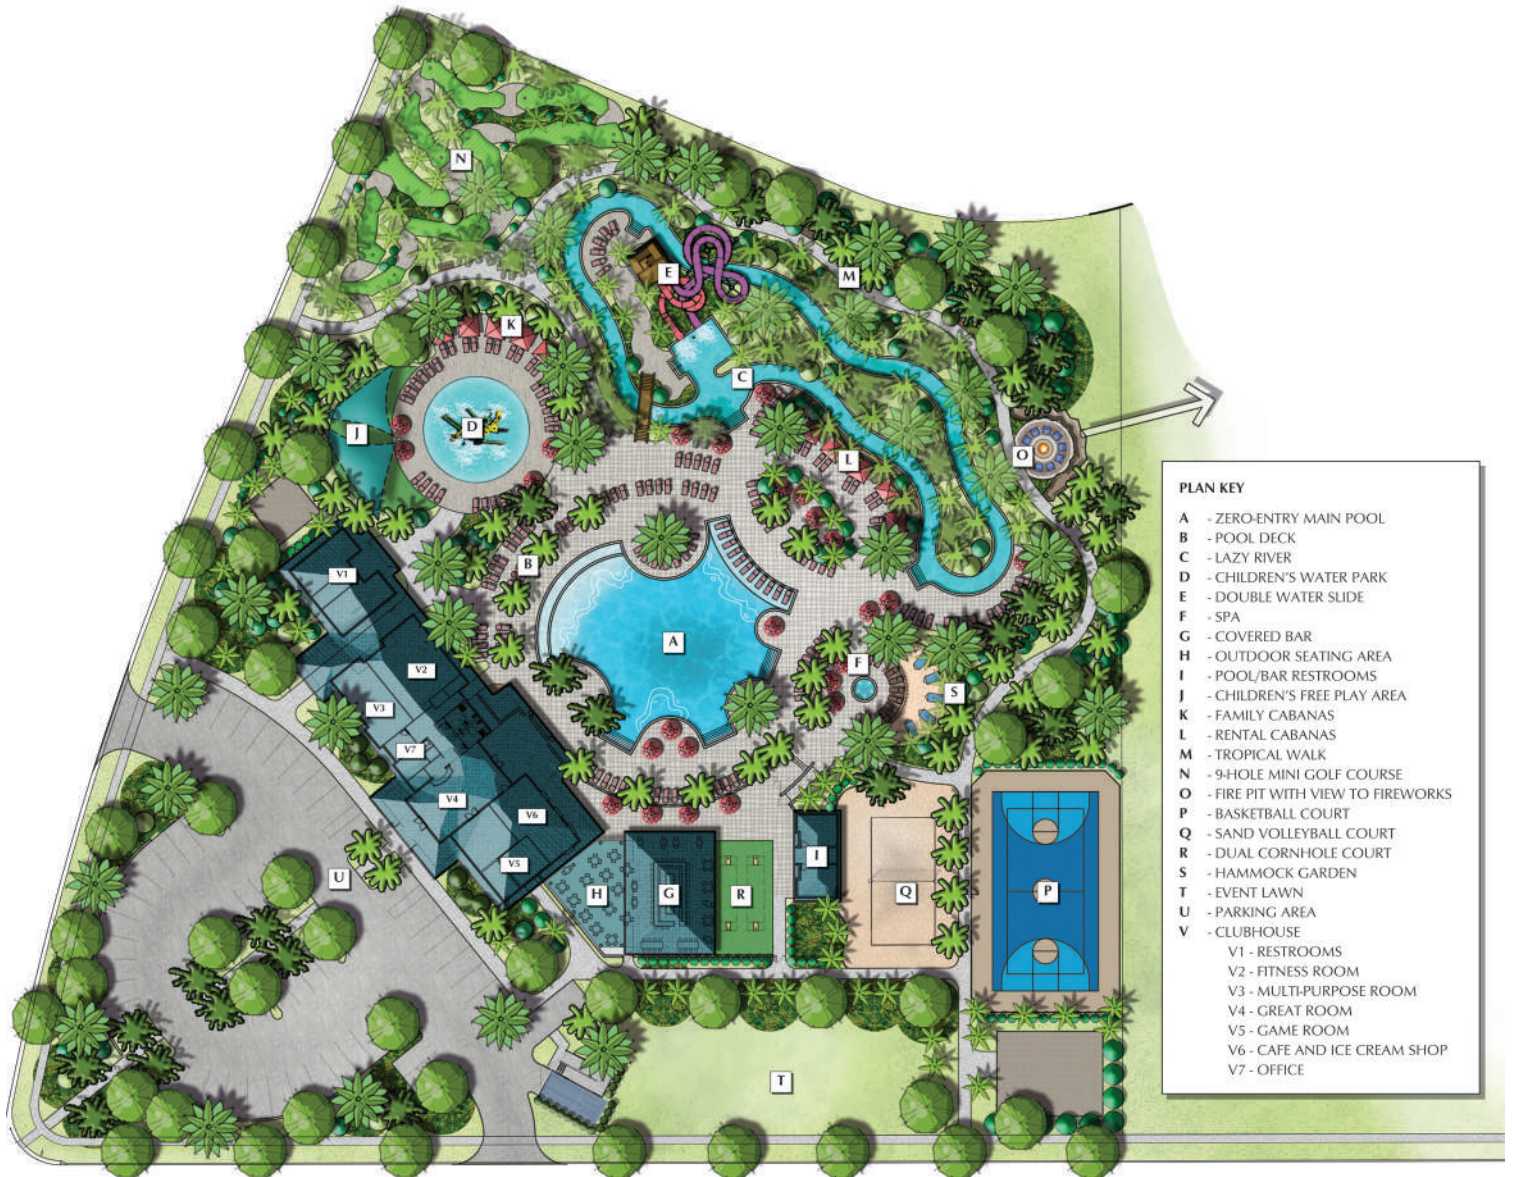 N
E
M
K
C
D
J
L
O
B
V1
A
F
S
V2
V3
V7
V4
V6
V5
I
U
H
G
R
Q
P
T
PLAN KEY
A - ZERO-ENTRY MAIN POOL
B - POOL DECK
C - LAZY RIVER
D - CHILDREN'S WATER PARK
E - DOUBLE WATER SLIDE
F - SPA
G - COVERED BAR
H - OUTDOOR SEATING AREA
I - POOL/BAR RESTROOMS
J - CHILDREN'S FREE PLAY AREA
K - FAMILY CABANAS
L - RENTAL CABANAS
M - TROPICAL WALK
N - 9-HOLE MINI GOLF COURSE
O - FIRE PIT WITH VIEW TO FIREWORKS
P - BASKETBALL COURT
Q - SAND VOLLEYBALL COURT
R - DUAL CORNHOLE COURT
S - HAMMOCK GARDEN
T - EVENT LAWN
U - PARKING AREA
V - CLUBHOUSE
V1 - RESTROOMS
V2 - FITNESS ROOM
V3 - MULTI-PURPOSE ROOM
V4 - GREAT ROOM
V5 - GAME ROOM
V6 - CAFE AND ICE CREAM SHOP
V7 - OFFICE